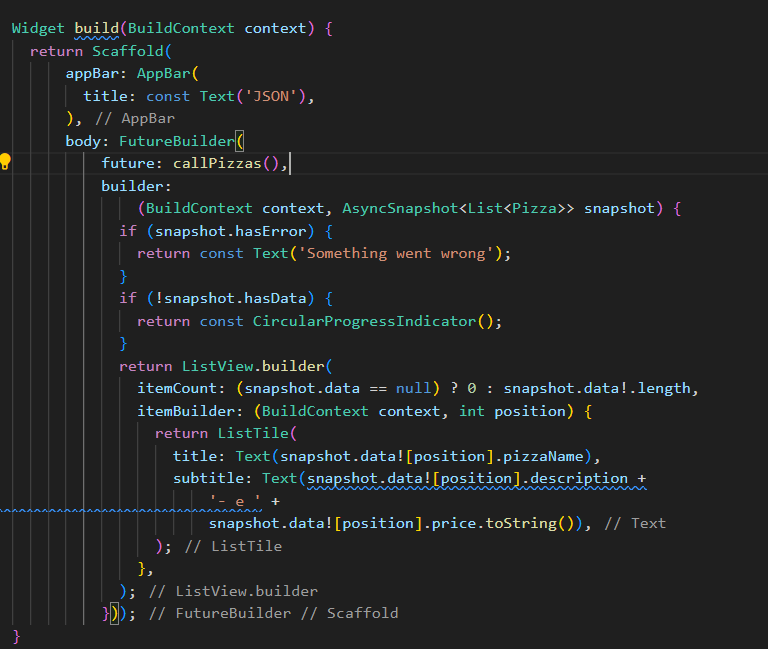 Widget build(BuildContext context) {
  return Scaffold(
      appBar: AppBar(
        title: const Text('JSON'),
      ), // AppBar
      body: FutureBuilder(
          future: callPizzas(),
          builder:
              (BuildContext context, AsyncSnapshot<List<Pizza>> snapshot) {
            if (snapshot.hasError) {
              return const Text('Something went wrong');
            }
            if (!snapshot.hasData) {
              return const CircularProgressIndicator();
            }
            return ListView.builder(
              itemCount: (snapshot.data == null) ? 0 : snapshot.data!.length,
              itemBuilder: (BuildContext context, int position) {
                return ListTile(
                  title: Text(snapshot.data![position].pizzaName),
                  subtitle: Text(snapshot.data![position].description +
                      '- e ' +
                      snapshot.data![position].price.toString()), // Text
                ); // ListTile
              },
            ); // ListView.builder
          })); // FutureBuilder // Scaffold
}